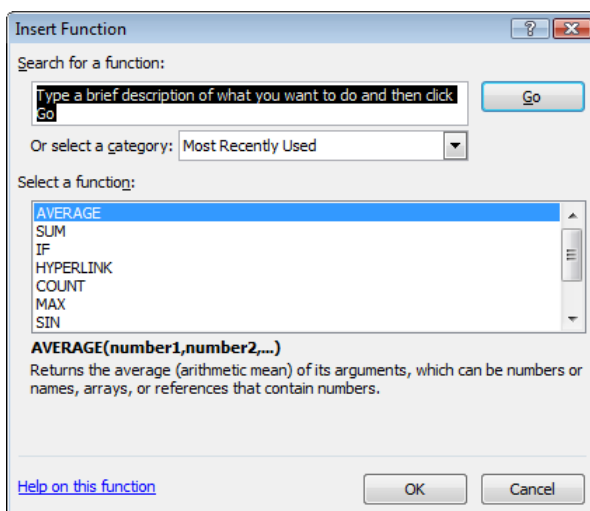 Insert Function
Search for a function:
Type a brief description of what you want to do and then click
Go
Go
Or select a category: Most Recently Used
Select a function:
AVERAGE
SUM
IF
HYPERLINK
COUNT
MAX
SIN
AVERAGE(number1,number2,...)
Returns the average (arithmetic mean) of its arguments, which can be numbers or
names, arrays, or references that contain numbers.
Help on this function
OK
Cancel